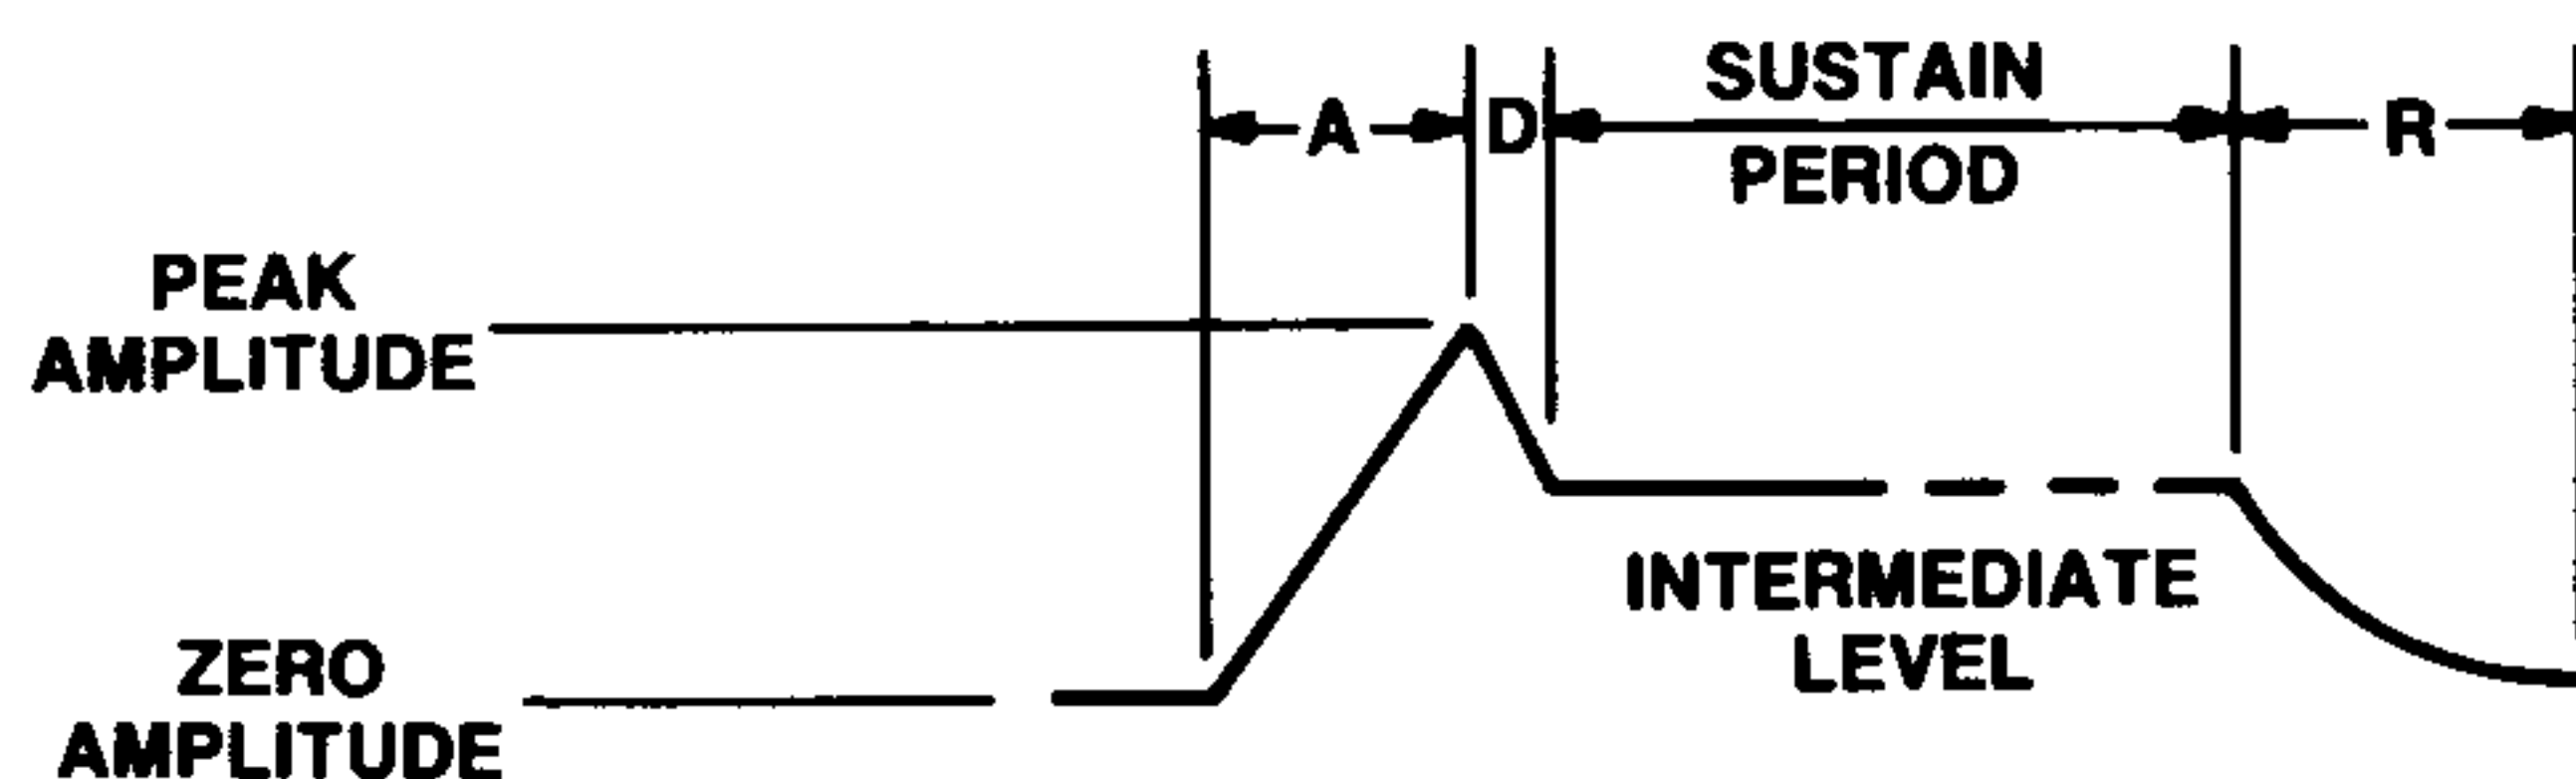 SUSTAIN
A D R
PERIOD
PEAK
AMPLITUDE
INTERMEDIATE
LEVEL
ZERO
AMPLITUDE